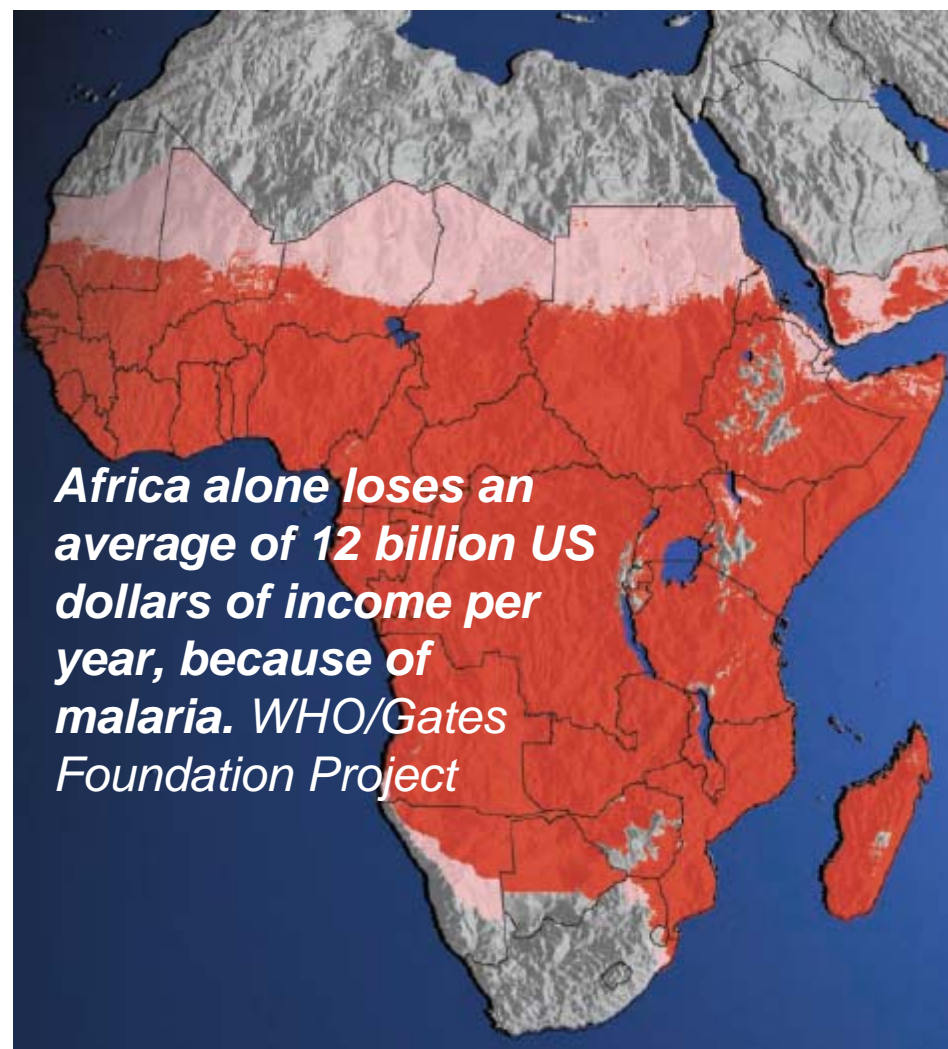 Africa alone loses an
average of 12 billion US
dollars of income per
year, because of
malaria. WHO/Gates
Foundation Project